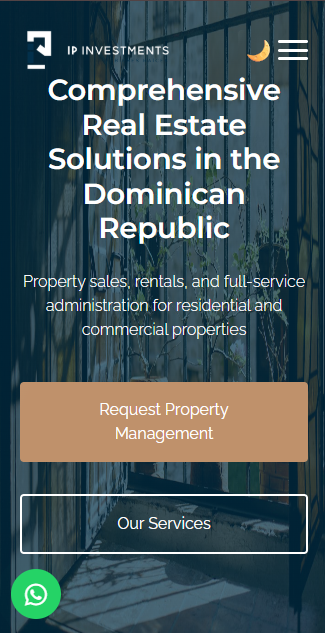 IP INVESTMENTS
Comprehensive
Real Estate
Solutions in the
Dominican
Republic
Property sales, rentals, and full-service
administration for residential and
commercial properties
Request Property
Management
Our Services